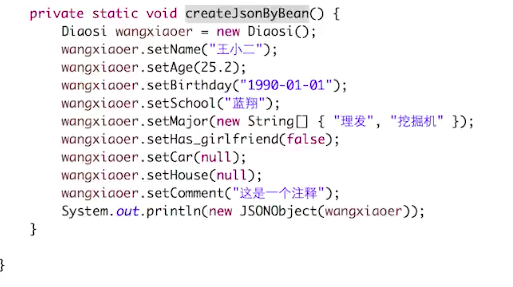 private static void createJsonByBean() {
Diaosi wangxiaoer = new Diaosi();
wangxiaoer.setName("王小二");
wangxiaoer.setAge(25.2);
wangxiaoer.setBirthday("1990-01-01");
wangxiaoer.setSchool("蓝翔");
wangxiaoer.setMajor(new String[] { "理发", "挖掘机" });
wangxiaoer.setHas_girlfriend(false);
wangxiaoer.setCar(null);
wangxiaoer.setHouse(null);
wangxiaoer.setComment("这是一个注释");
System.out.println(new JSONObject(wangxiaoer));
}
}